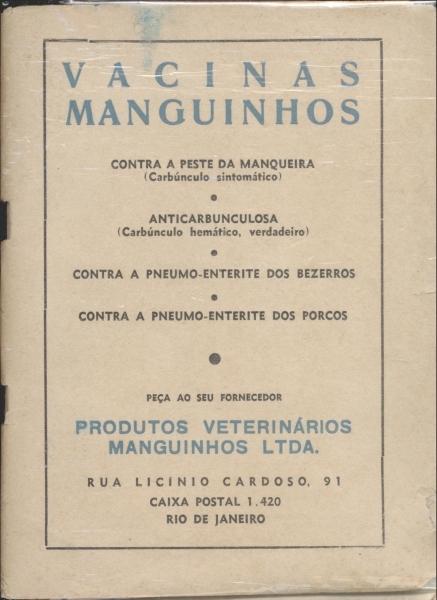 VACINAS
MANGUINHOS
CONTRA A PESTE DA MANQUEIRA
(Carbúnculo sintomático)
ANTICARBUNCULOSA
(Carbúnculo hemático, verdadeiro)
CONTRA A PNEUMO-ENTERITE DOS BEZERROS
CONTRA A PNEUMO-ENTERITE DOS PORCOS
PEÇA AO SEU FORNECEDOR
PRODUTOS VETERINÁRIOS
MANGUINHOS LTDA.
RUA LICINIO CARDOSO, 91
CAIXA POSTAL 1.420
RIO DE JANEIRO